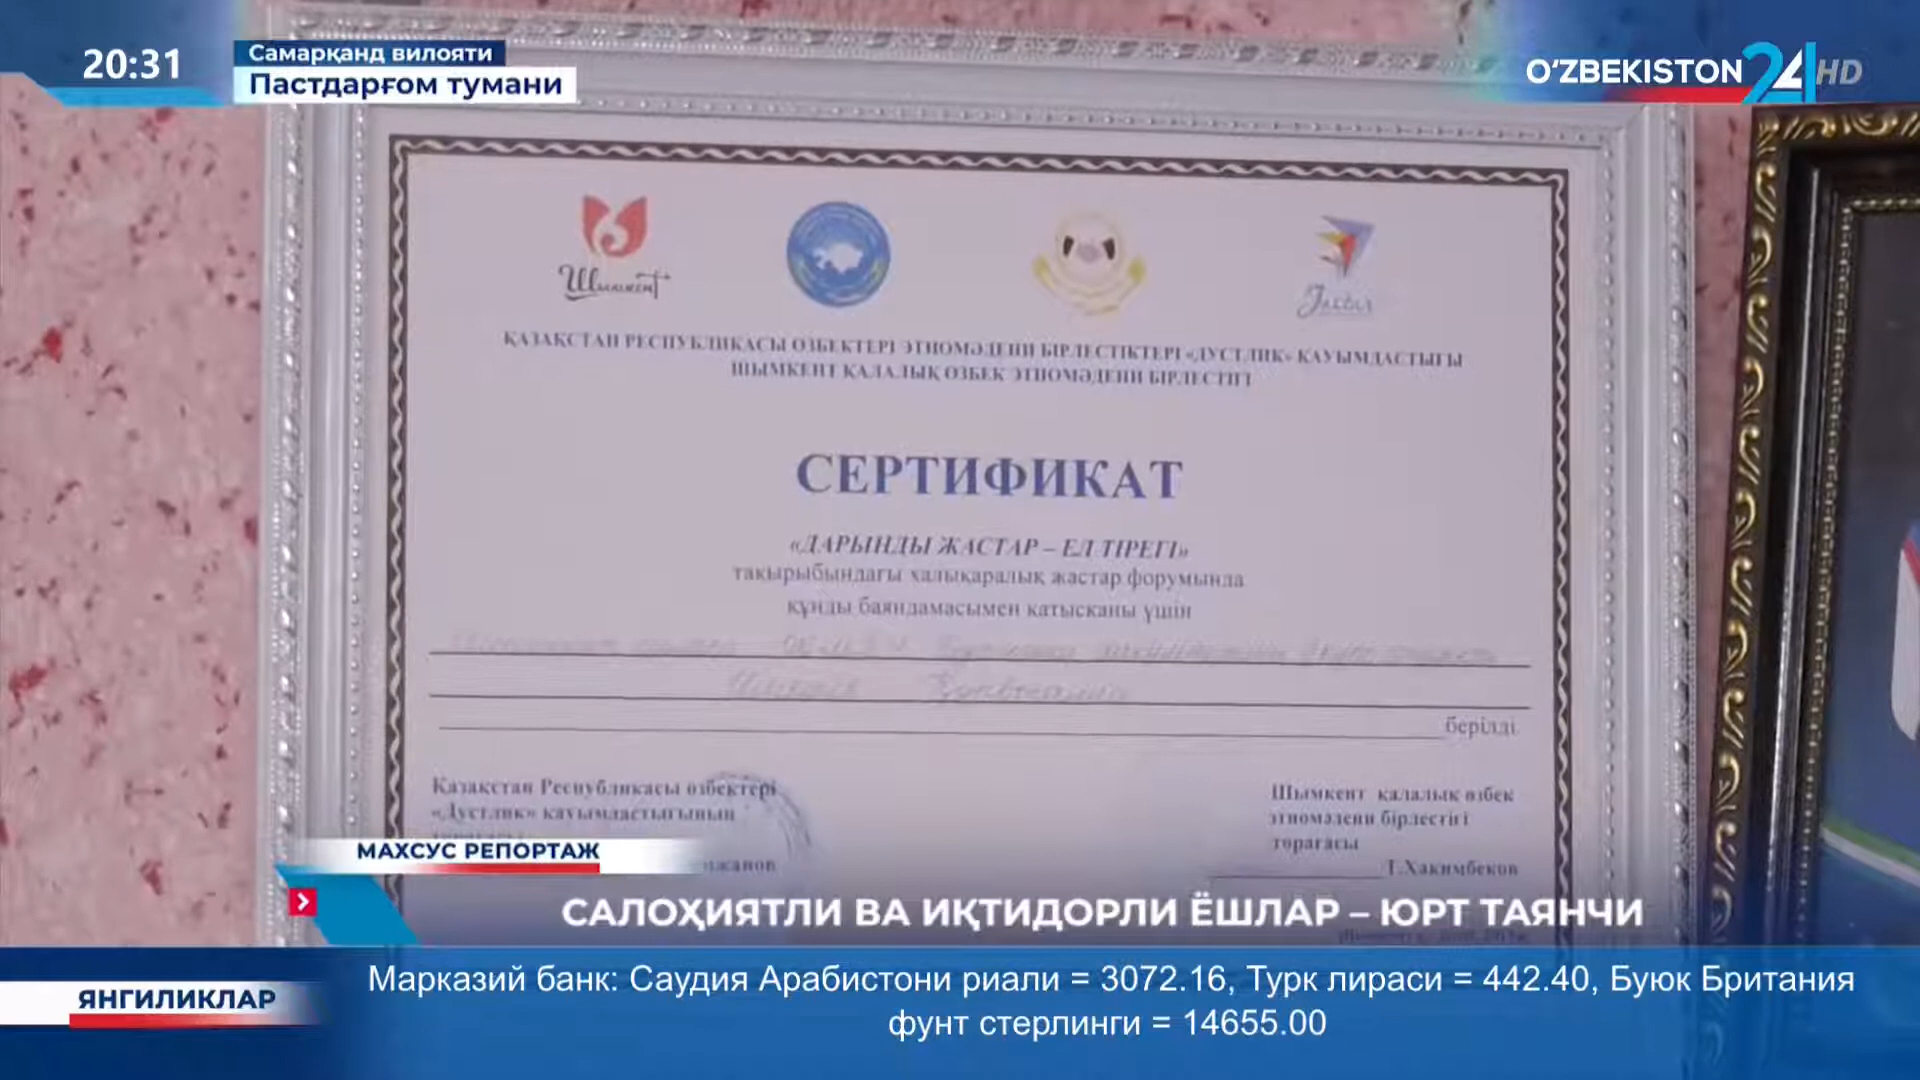 20:31
Самарқанд вилояти
Пастдарғом тумани
O‘ZBEKISTON 24 HD
Шымкент
Jastar
ҚАЗАҚСТАН РЕСПУБЛИКАСЫ ӨЗБЕКТЕРІ ЭТНОМӘДЕНИ БІРЛЕСТІКТЕРІ «ДУСТЛИК» ҚАУЫМДАСТЫҒЫ
ШЫМКЕНТ ҚАЛАЛЫҚ ӨЗБЕК ЭТНОМӘДЕНИ БІРЛЕСТІГІ
СЕРТИФИКАТ
«ДАРЫНДЫ ЖАСТАР – ЕЛ ТІРЕГІ»
тақырыбындағы халықаралық жастар форумында
құнды баяндамасымен қатысқаны үшін
берілді
Қазақстан Республикасы өзбектері
«Дустлик» қауымдастығының
Шымкент қалалық өзбек
этномәдени бірлестігі
төрағасы
Т.Хакимбеков
МАХСУС РЕПОРТАЖ
САЛОҲИЯТЛИ ВА ИҚТИДОРЛИ ЁШЛАР – ЮРТ ТАЯНЧИ
ЯНГИЛИКЛАР
Марказий банк: Саудия Арабистони риали = 3072.16, Турк лираси = 442.40, Буюк Британия
фунт стерлинги = 14655.00